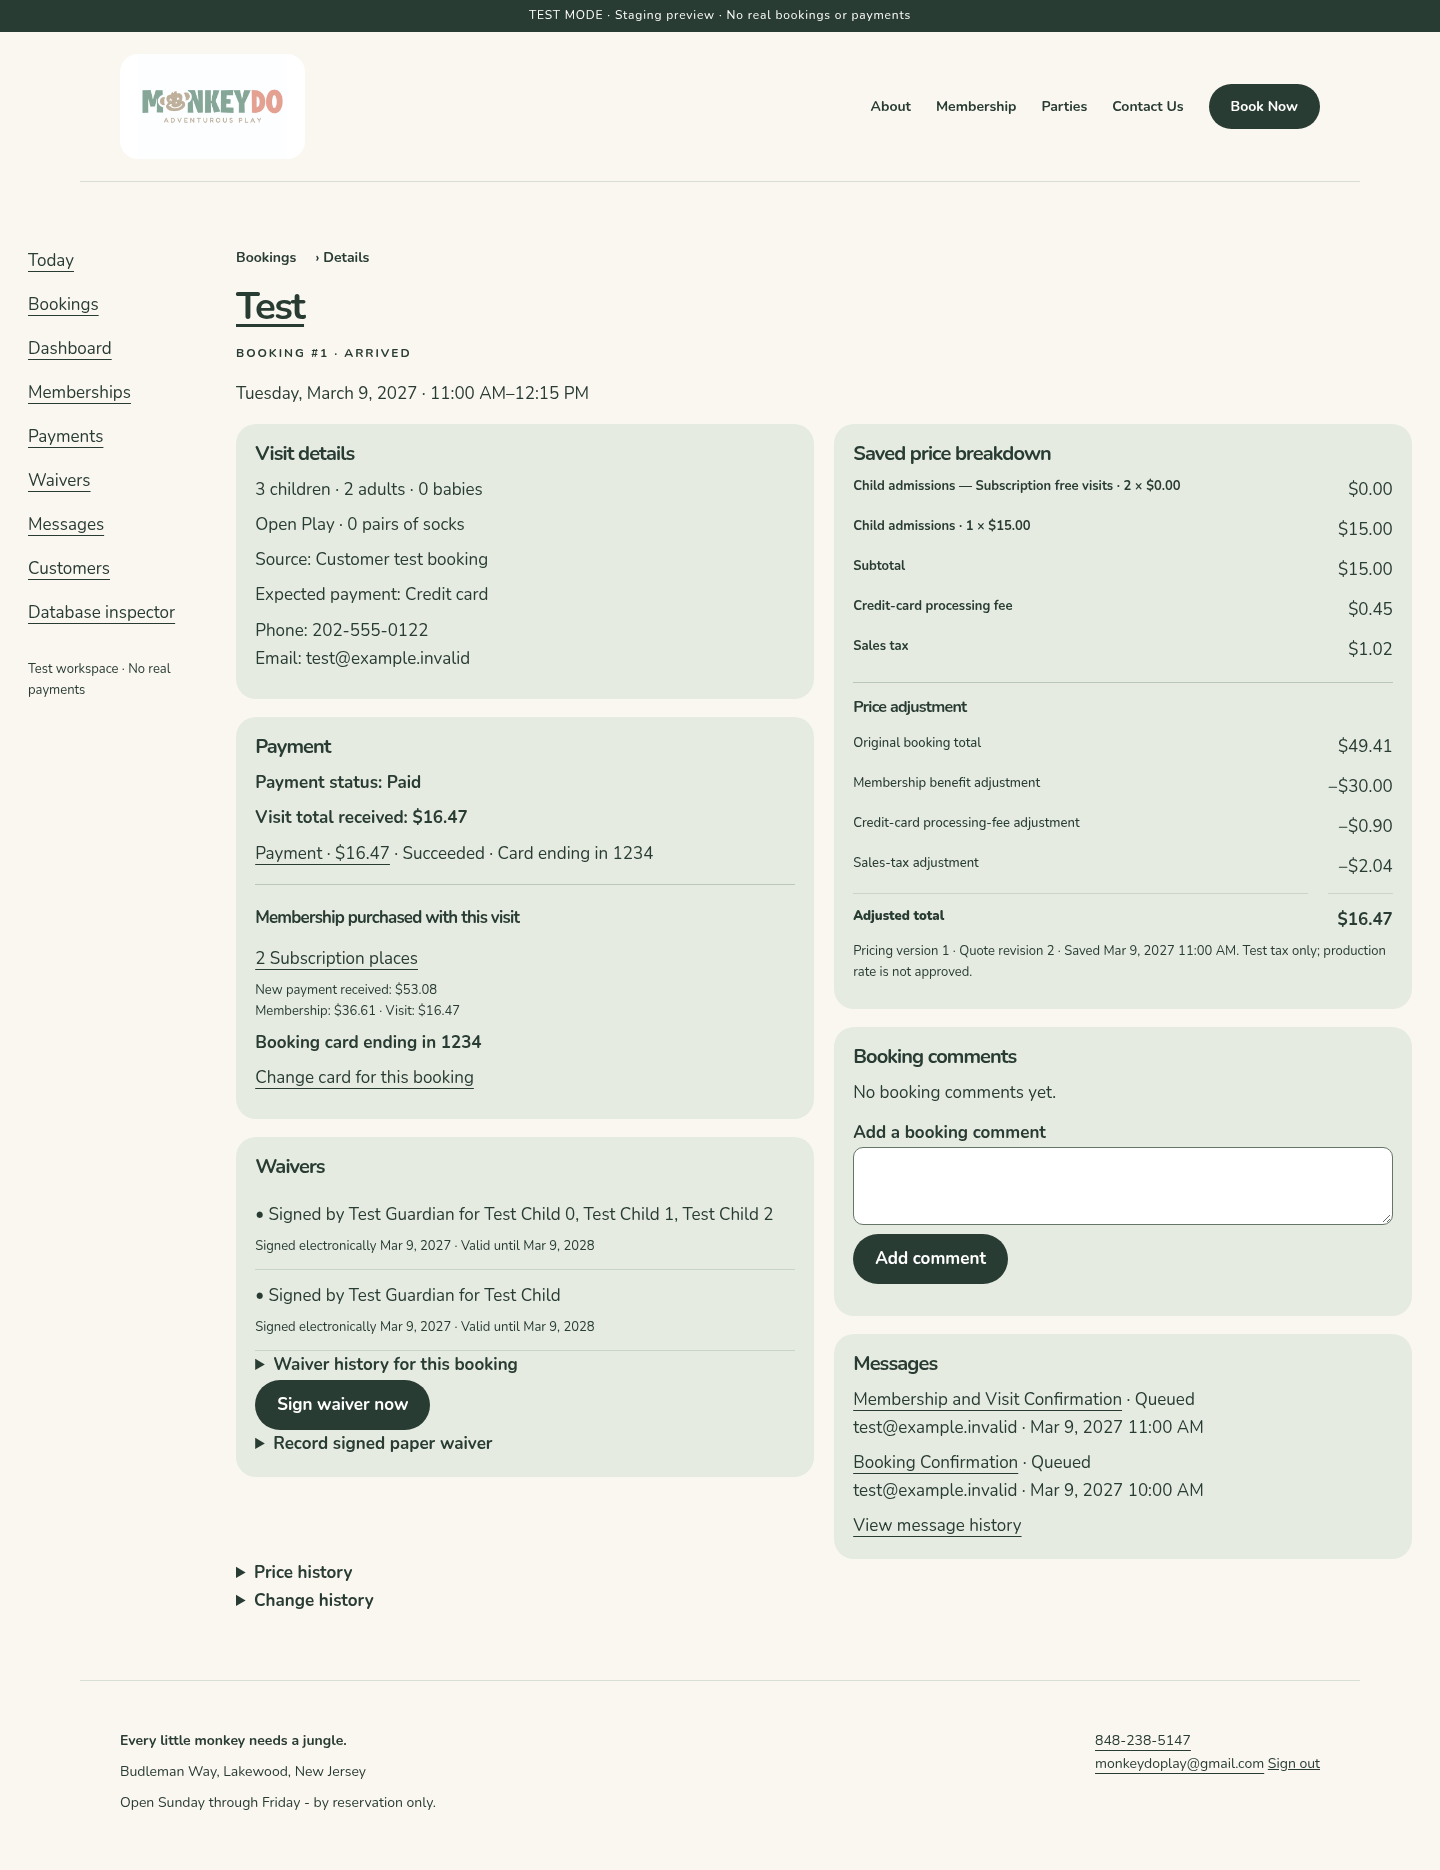 TEST MODE · Staging preview · No real bookings or payments
MONKEYDO
ADVENTUROUS PLAY
About Membership Parties Contact Us Book Now
Today
Bookings
Dashboard
Memberships
Payments
Waivers
Messages
Customers
Database inspector
Test workspace · No real
payments
Bookings › Details
Test
BOOKING #1 · ARRIVED
Tuesday, March 9, 2027 · 11:00 AM–12:15 PM
Visit details
3 children · 2 adults · 0 babies
Open Play · 0 pairs of socks
Source: Customer test booking
Expected payment: Credit card
Phone: 202-555-0122
Email: test@example.invalid
Payment
Payment status: Paid
Visit total received: $16.47
Payment · $16.47 · Succeeded · Card ending in 1234
Membership purchased with this visit
2 Subscription places
New payment received: $53.08
Membership: $36.61 · Visit: $16.47
Booking card ending in 1234
Change card for this booking
Waivers
• Signed by Test Guardian for Test Child 0, Test Child 1, Test Child 2
Signed electronically Mar 9, 2027 · Valid until Mar 9, 2028
• Signed by Test Guardian for Test Child
Signed electronically Mar 9, 2027 · Valid until Mar 9, 2028
▶ Waiver history for this booking
Sign waiver now
▶ Record signed paper waiver
Saved price breakdown
Child admissions — Subscription free visits · 2 × $0.00 $0.00
Child admissions · 1 × $15.00 $15.00
Subtotal $15.00
Credit-card processing fee $0.45
Sales tax $1.02
Price adjustment
Original booking total $49.41
Membership benefit adjustment −$30.00
Credit-card processing-fee adjustment −$0.90
Sales-tax adjustment −$2.04
Adjusted total $16.47
Pricing version 1 · Quote revision 2 · Saved Mar 9, 2027 11:00 AM. Test tax only; production
rate is not approved.
Booking comments
No booking comments yet.
Add a booking comment
Add comment
Messages
Membership and Visit Confirmation · Queued
test@example.invalid · Mar 9, 2027 11:00 AM
Booking Confirmation · Queued
test@example.invalid · Mar 9, 2027 10:00 AM
View message history
▶ Price history
▶ Change history
Every little monkey needs a jungle.
Budleman Way, Lakewood, New Jersey
Open Sunday through Friday - by reservation only.
848-238-5147
monkeydoplay@gmail.com Sign out